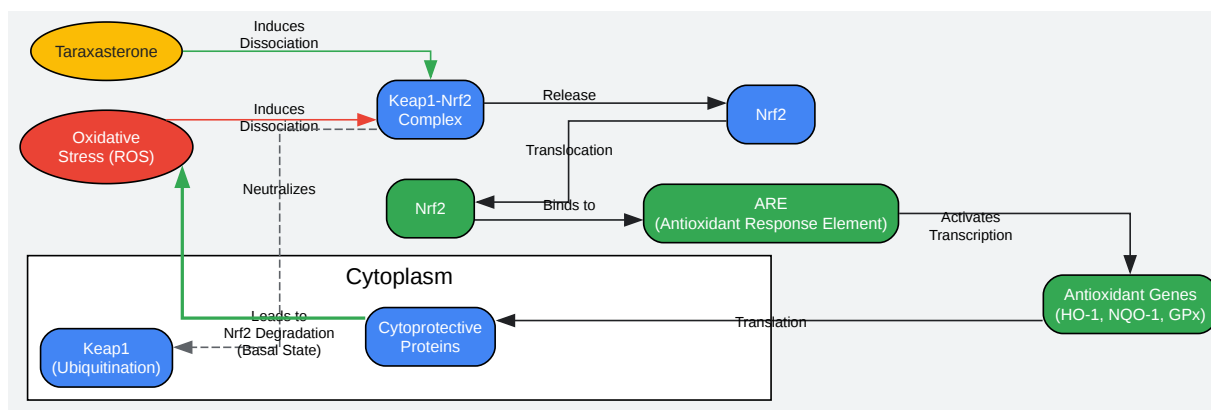 Taraxasterone
Induces
Dissociation
Keap1-Nrf2
Complex
Release
Nrf2
Oxidative
Stress (ROS)
Induces
Dissociation
Translocation
Neutralizes
Nrf2
Binds to
ARE
(Antioxidant Response Element)
Activates
Transcription
Cytoplasm
Antioxidant Genes
(HO-1, NQO-1, GPx)
Translation
Cytoprotective
Proteins
Leads to
Nrf2 Degradation
(Basal State)
Keap1
(Ubiquitination)